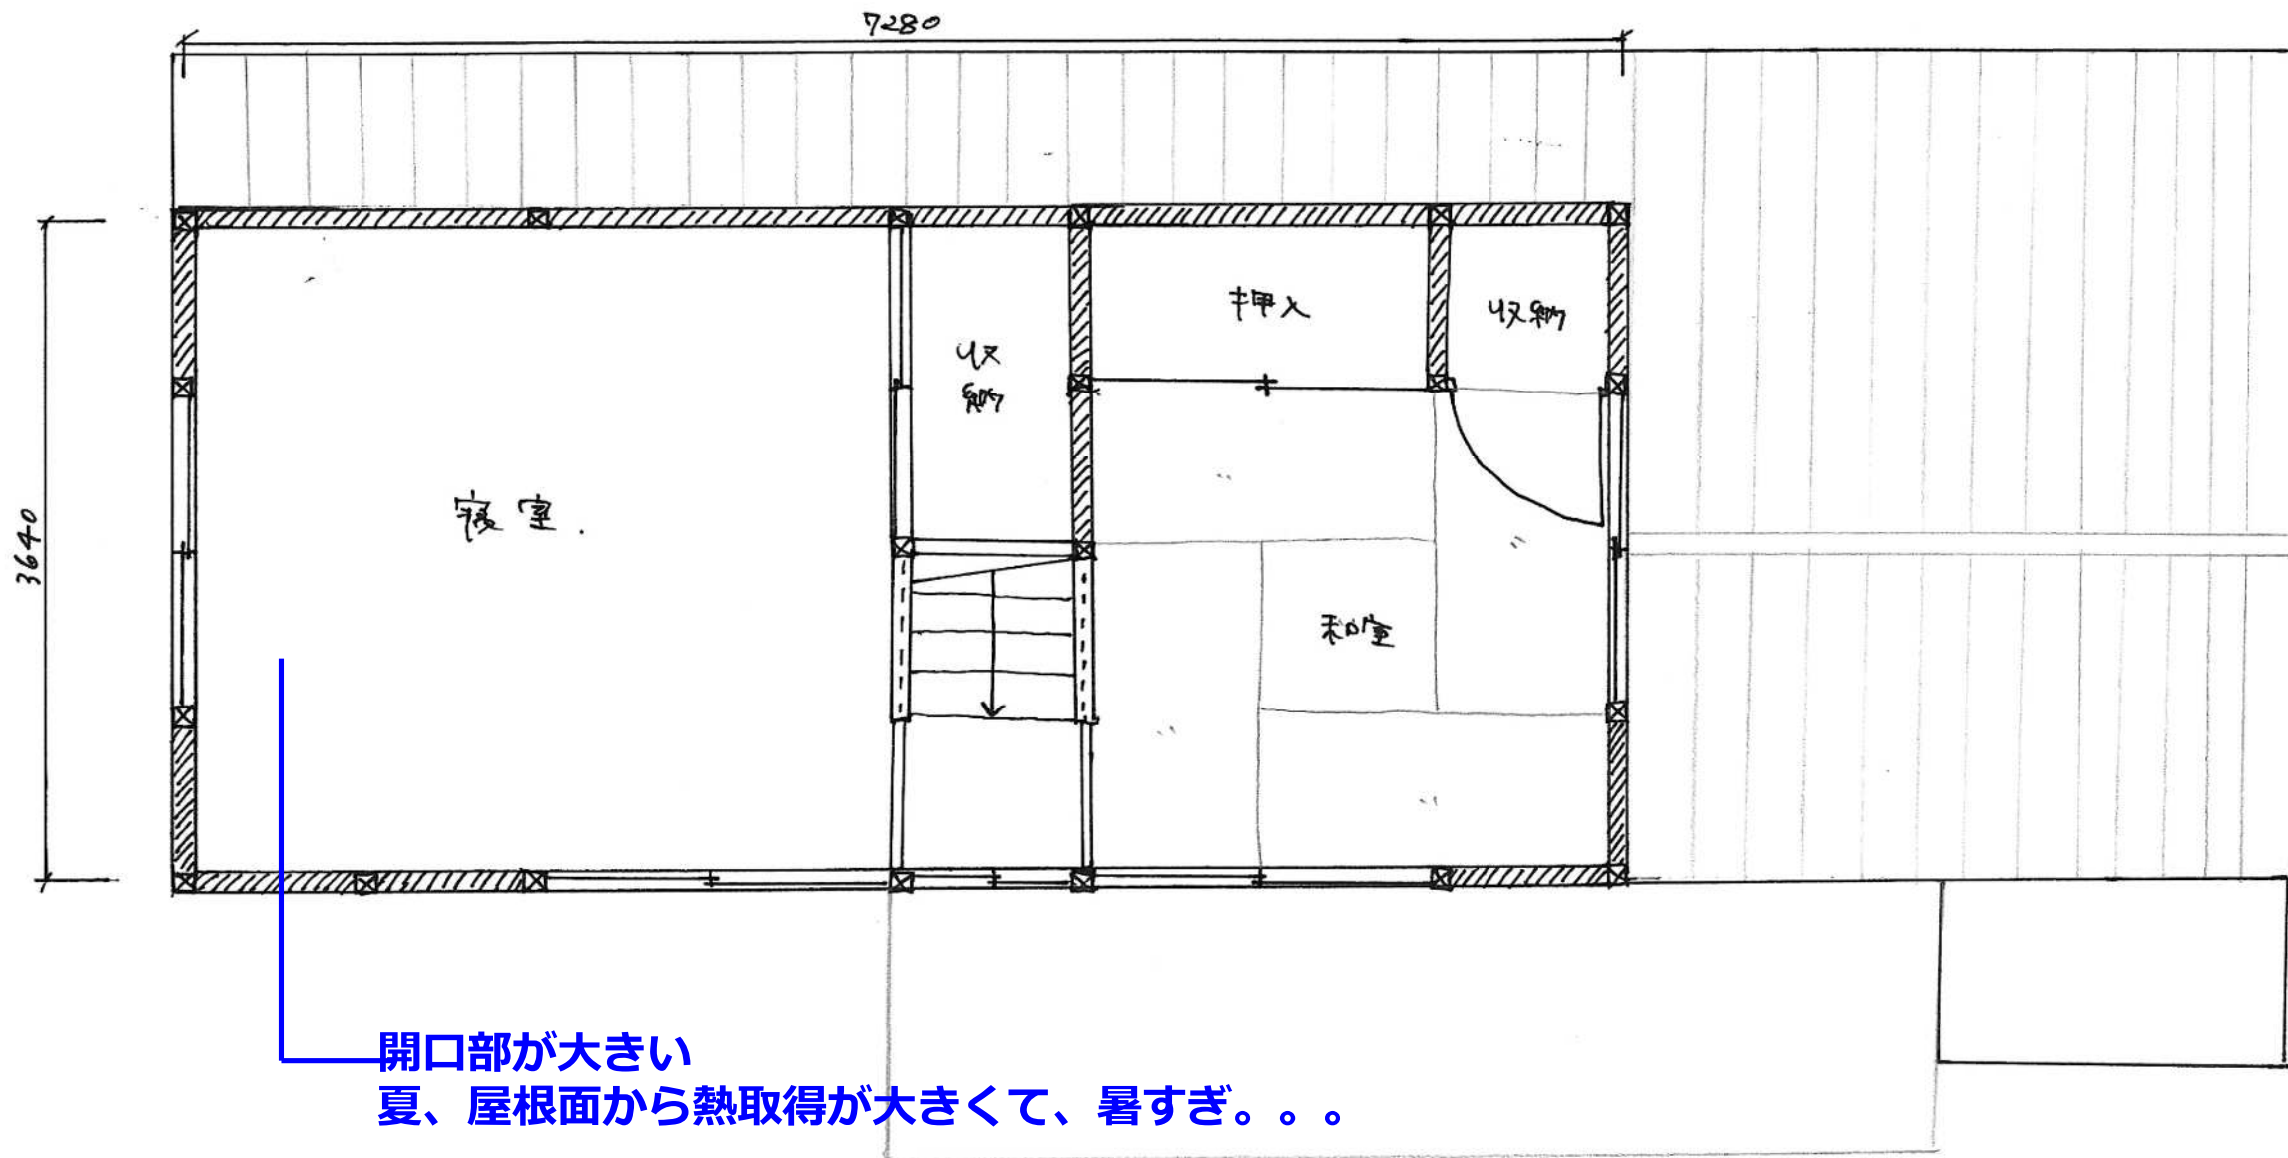 7280
押入
収納
収
納
寝室.
3640
和室
開口部が大きい
夏、屋根面から熱取得が大きくて、暑すぎ。。。